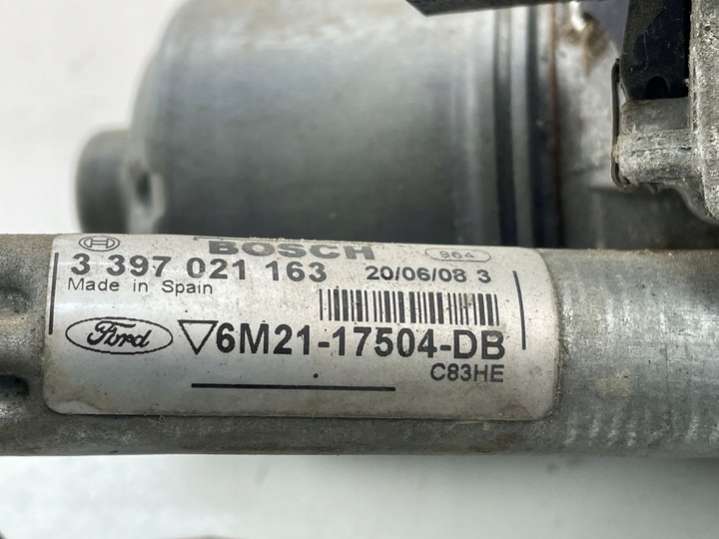 BOSCH
964
3 397 021 163 20/06/08 3
Made in Spain
Ford 6M21-17504-DB
C83HE